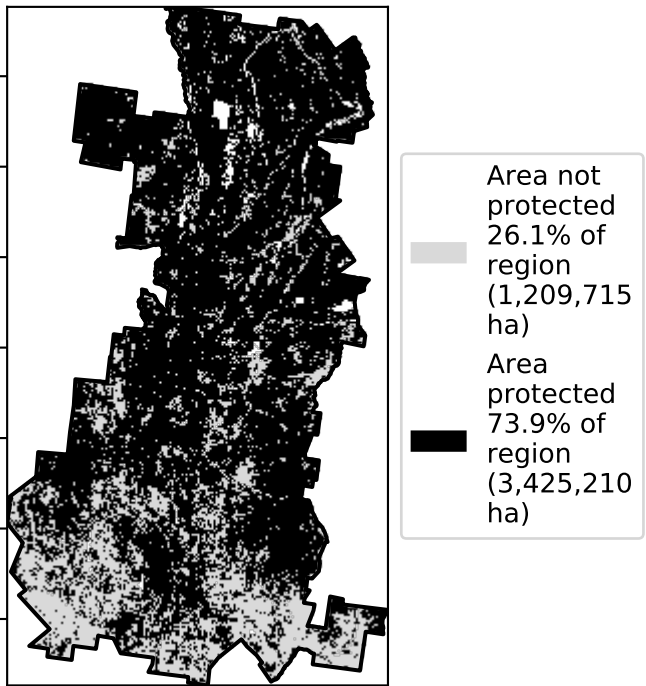 Area not
protected
26.1% of
region
(1,209,715
ha)
Area
protected
73.9% of
region
(3,425,210
ha)